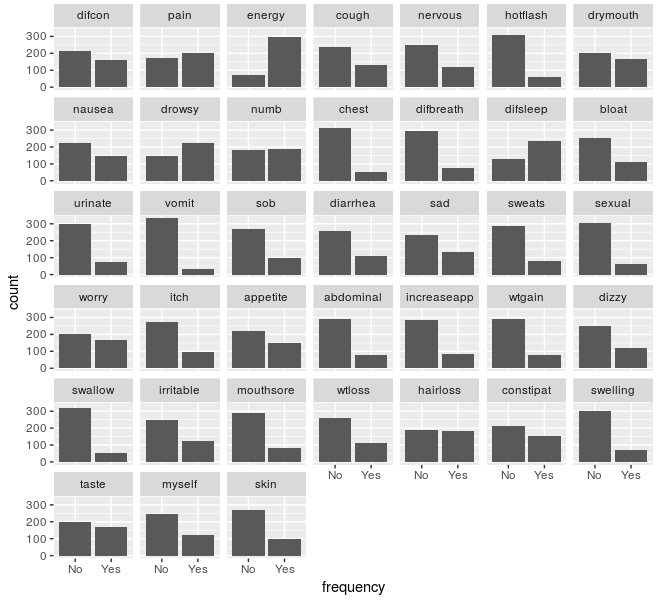 difcon pain energy cough nervous hotflash drymouth
300
200
100
0
nausea drowsy numb chest difbreath difsleep bloat
300
200
100
0
urinate vomit sob diarrhea sad sweats sexual
300
200
100
0
worry itch appetite abdominal increaseapp wtgain dizzy
300
200
100
0
swallow irritable mouthsore wtloss hairloss constipat swelling
300
200
100
0
No Yes No Yes No Yes No Yes
taste myself skin
300
200
100
0
No Yes No Yes No Yes
frequency
count